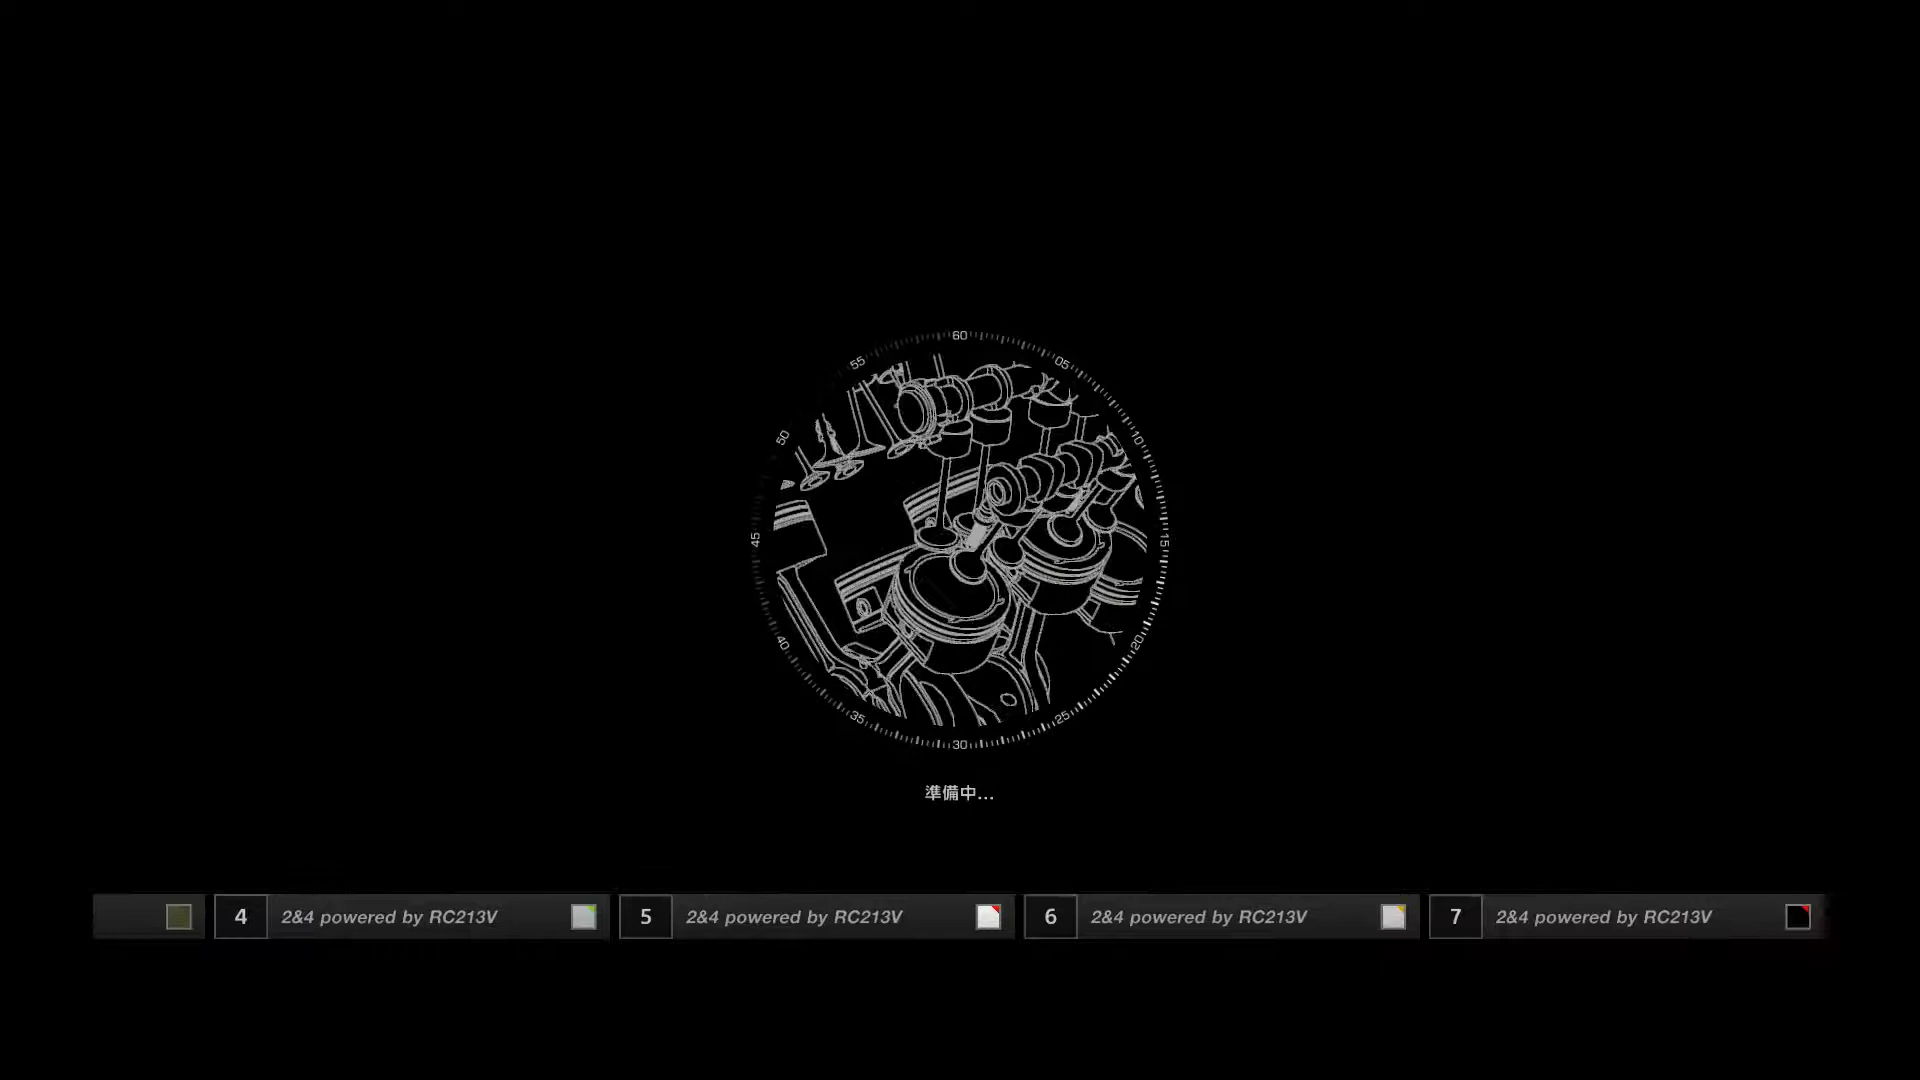 60
05
10
15
20
25
30
35
40
45
50
55
準備中...
4 2&4 powered by RC213V
5 2&4 powered by RC213V
6 2&4 powered by RC213V
7 2&4 powered by RC213V